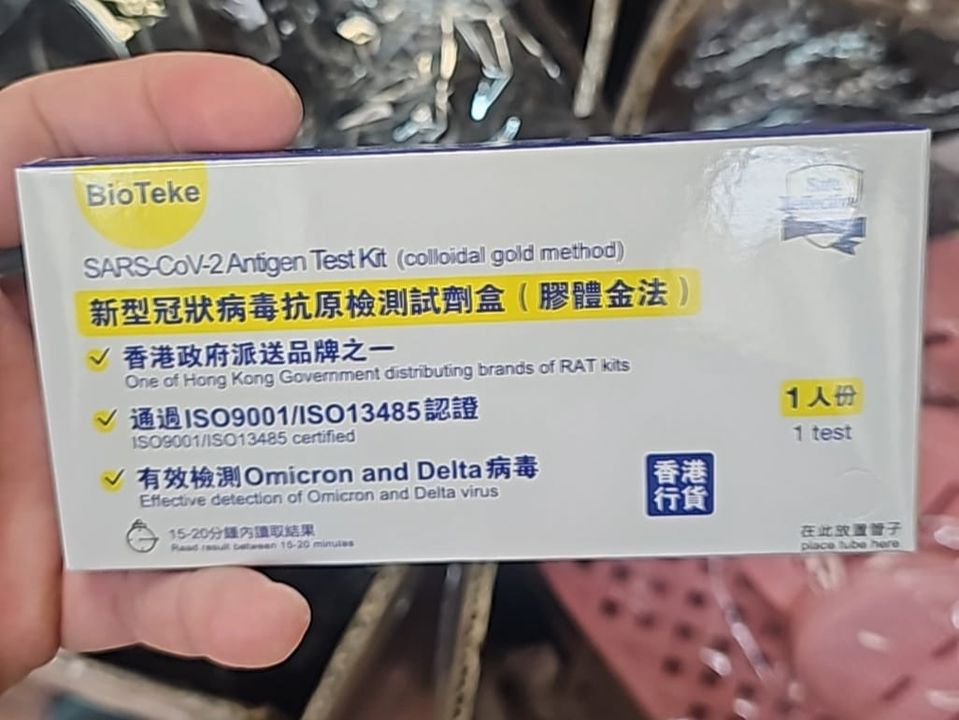 BioTeke
SARS-CoV-2 Antigen Test Kit (colloidal gold method)
新型冠狀病毒抗原檢測試劑盒（膠體金法）
香港政府派送品牌之一
One of Hong Kong Government distributing brands of RAT kits
通過ISO9001/ISO13485認證
ISO9001/ISO13485 certified
有效檢測Omicron and Delta病毒
Effective detection of Omicron and Delta virus
15-20分鐘內讀取結果
Read result between 15-20 minutes
Safe
1人份
1 test
香港
行貨
在此放置管子
place tube here